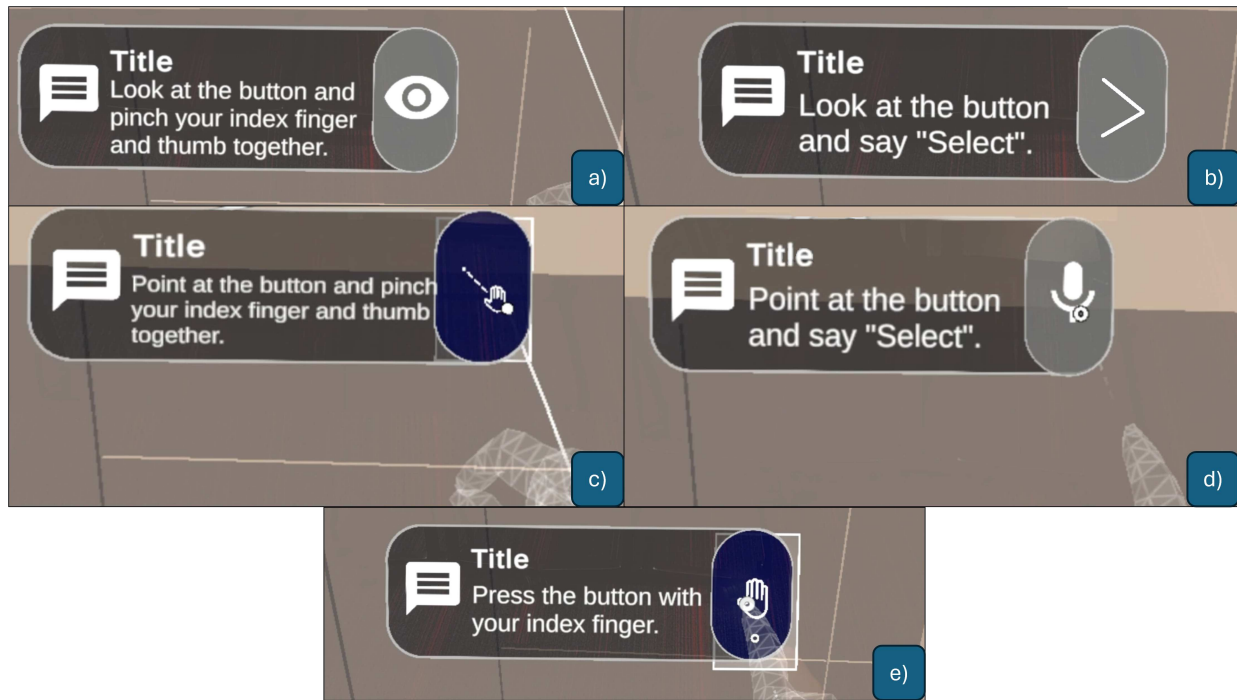 Title
Look at the button and
pinch your index finger
and thumb together.
a)
Title
Look at the button
and say "Select".
b)
Title
Point at the button and pinch
your index finger and thumb
together.
c)
Title
Point at the button
and say "Select".
d)
Title
Press the button with
your index finger.
e)